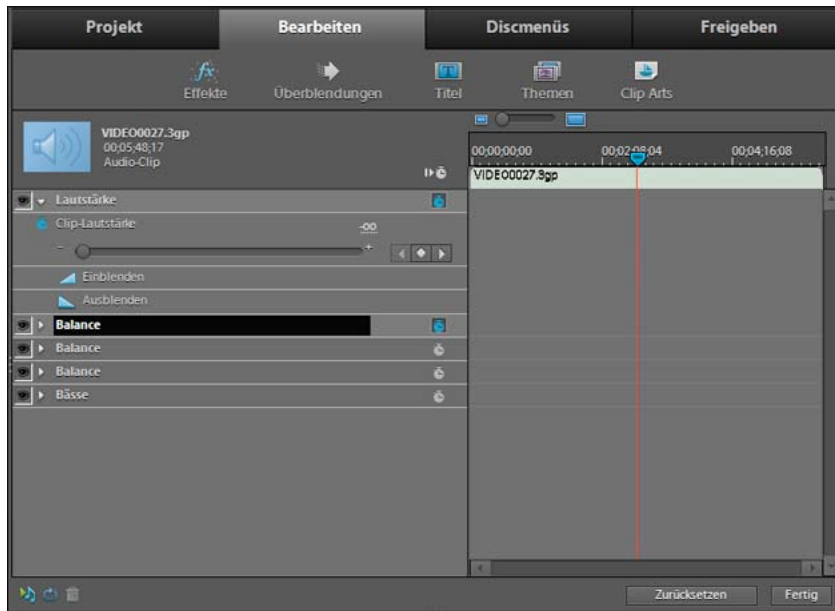 Projekt Bearbeiten Discmenüs Freigeben
fx
Effekte Überblendungen Titel Themen Clip Arts
VIDEO0027.3gp
00;05;48;17
Audio-Clip
00;00;00;00 00;02;08;04 00;04;16;08
VIDEO0027.3gp
Lautstärke
Clip-Lautstärke -oo
- +
Einblenden
Ausblenden
Balance
Balance
Balance
Bässe
Zurücksetzen Fertig